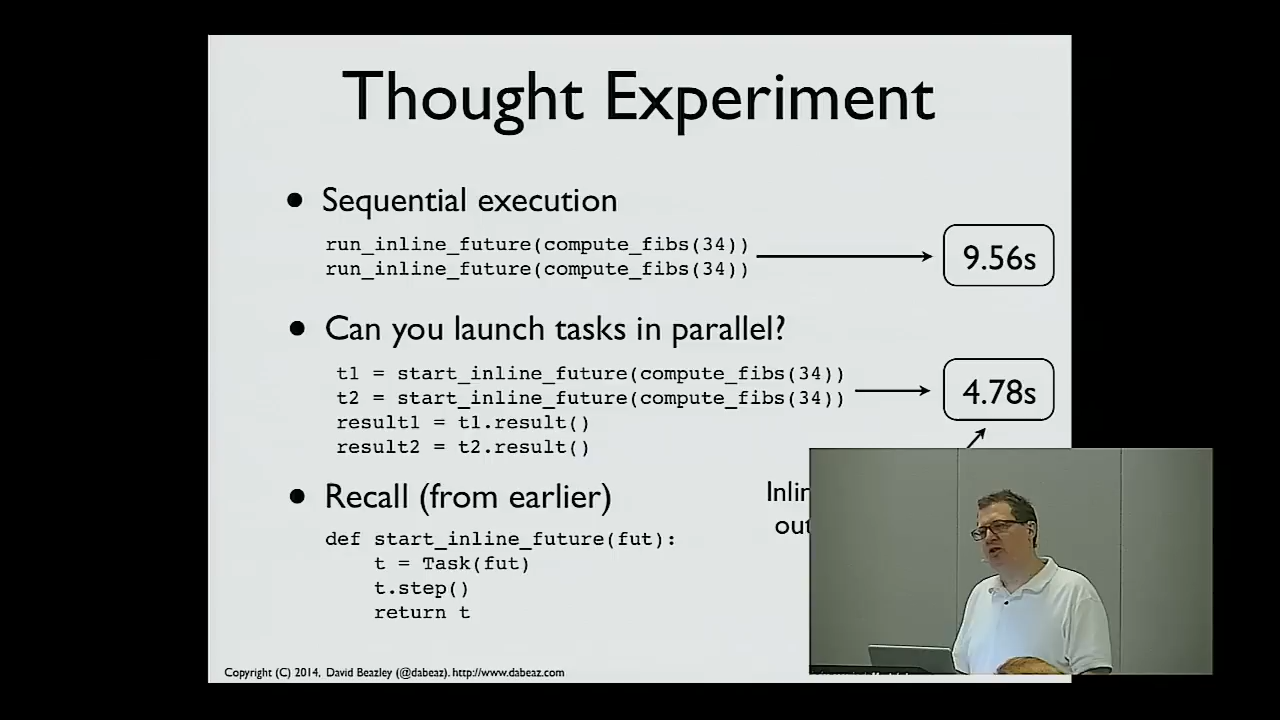 Thought Experiment
• Sequential execution
run_inline_future(compute_fibs(34))
run_inline_future(compute_fibs(34))
9.56s
• Can you launch tasks in parallel?
t1 = start_inline_future(compute_fibs(34))
t2 = start_inline_future(compute_fibs(34))
result1 = t1.result()
result2 = t2.result()
4.78s
• Recall (from earlier)
def start_inline_future(fut):
t = Task(fut)
t.step()
return t
Inlin
out
Copyright (C) 2014, David Beazley (@dabeaz). http://www.dabeaz.com